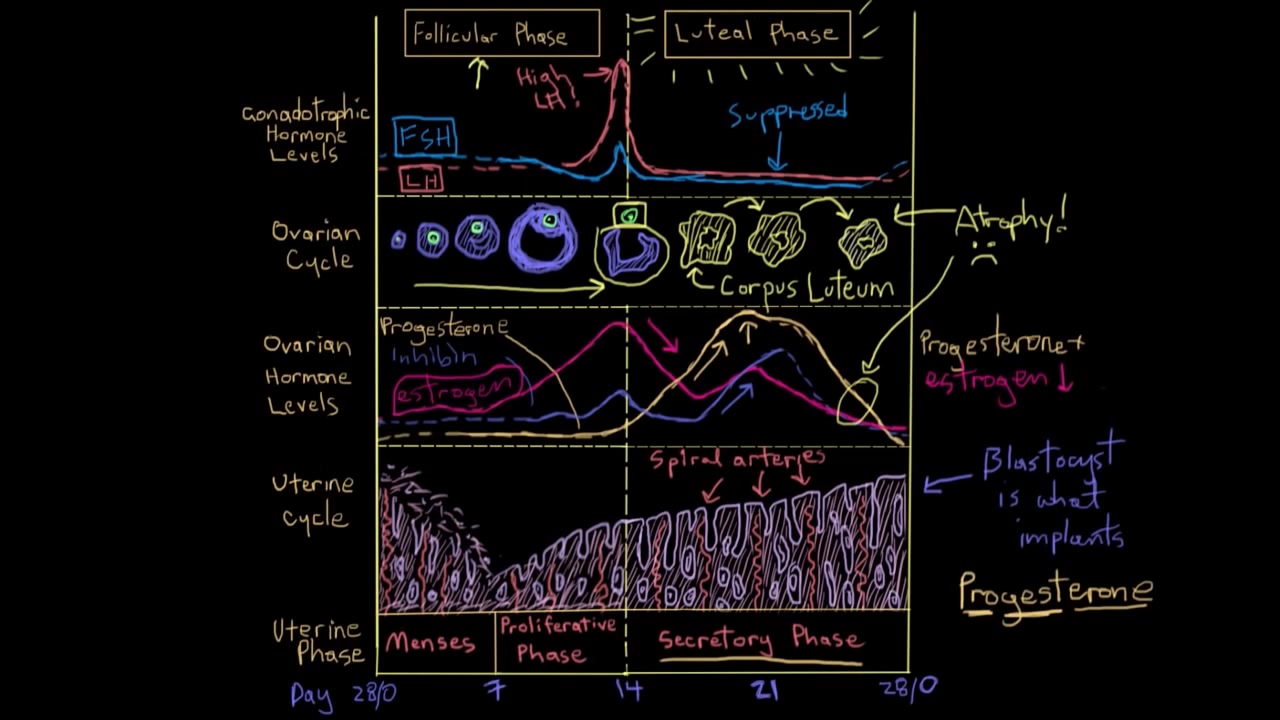 Follicular Phase
Luteal Phase
High
LH!
Gonadotrophic
Hormone
Levels
FSH
LH
Suppressed
Ovarian
Cycle
Corpus Luteum
Atrophy!
Ovarian
Hormone
Levels
Progesterone
inhibin
estrogen
Progesterone +
estrogen ↓
Uterine
Cycle
Spiral arteries
Blastocyst
is what
implants
Progesterone
Uterine
Phase
Menses
Proliferative
Phase
Secretory Phase
Day 28/0 7 14 21 28/0